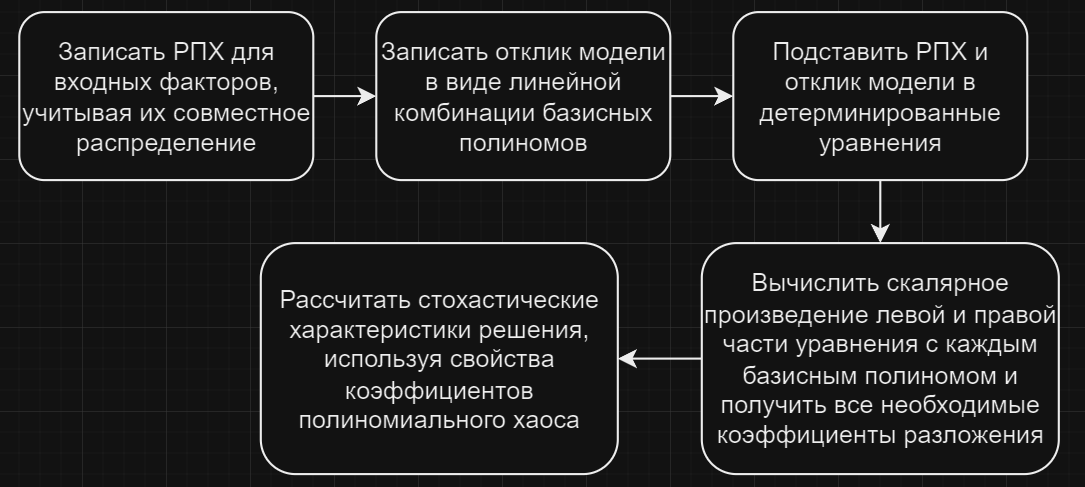 Записать РПХ для
входных факторов,
учитывая их совместное
распределение
Записать отклик модели
в виде линейной
комбинации базисных
полиномов
Подставить РПХ и
отклик модели в
детерминированные
уравнения
Вычислить скалярное
произведение левой и правой
части уравнения с каждым
базисным полиномом и
получить все необходимые
коэффициенты разложения
Рассчитать стохастические
характеристики решения,
используя свойства
коэффициентов
полиномиального хаоса